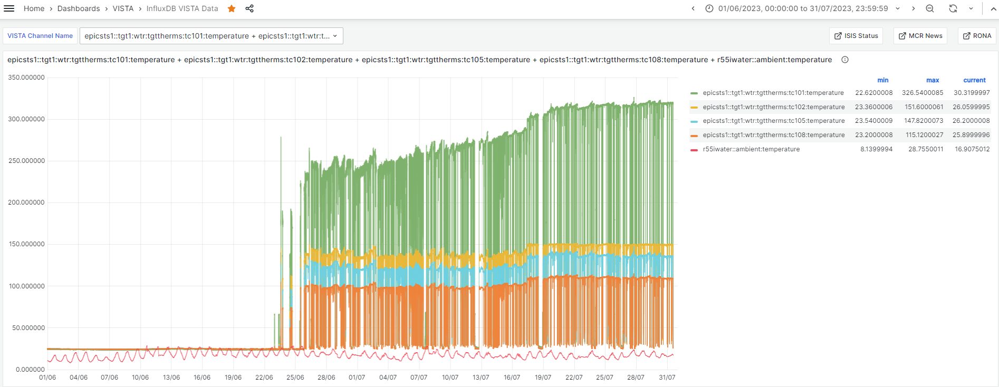 Home > Dashboards > VISTA > InfluxDB VISTA Data
01/06/2023, 00:00:00 to 31/07/2023, 23:59:59
VISTA Channel Name epicsts1::tgt1:wtr:tgttherms:tc101:temperature + epicsts1::tgt1:wtr:t...
ISIS Status MCR News RONA
epicsts1::tgt1:wtr:tgttherms:tc101:temperature + epicsts1::tgt1:wtr:tgttherms:tc102:temperature + epicsts1::tgt1:wtr:tgttherms:tc105:temperature + epicsts1::tgt1:wtr:tgttherms:tc108:temperature + r55iwater::ambient:temperature
350.000000
300.000000
250.000000
200.000000
150.000000
100.000000
50.000000
0.000000
01/06 04/06 07/06 10/06 13/06 16/06 19/06 22/06 25/06 28/06 01/07 04/07 07/07 10/07 13/07 16/07 19/07 22/07 25/07 28/07 31/07
min max current
epicsts1::tgt1:wtr:tgttherms:tc101:temperature 22.6200008 326.5400085 30.3199997
epicsts1::tgt1:wtr:tgttherms:tc102:temperature 23.3600006 151.6000061 26.0599995
epicsts1::tgt1:wtr:tgttherms:tc105:temperature 23.5400009 147.8200073 26.2000008
epicsts1::tgt1:wtr:tgttherms:tc108:temperature 23.2000008 115.1200027 25.8999996
r55iwater::ambient:temperature 8.1399994 28.7550011 16.9075012